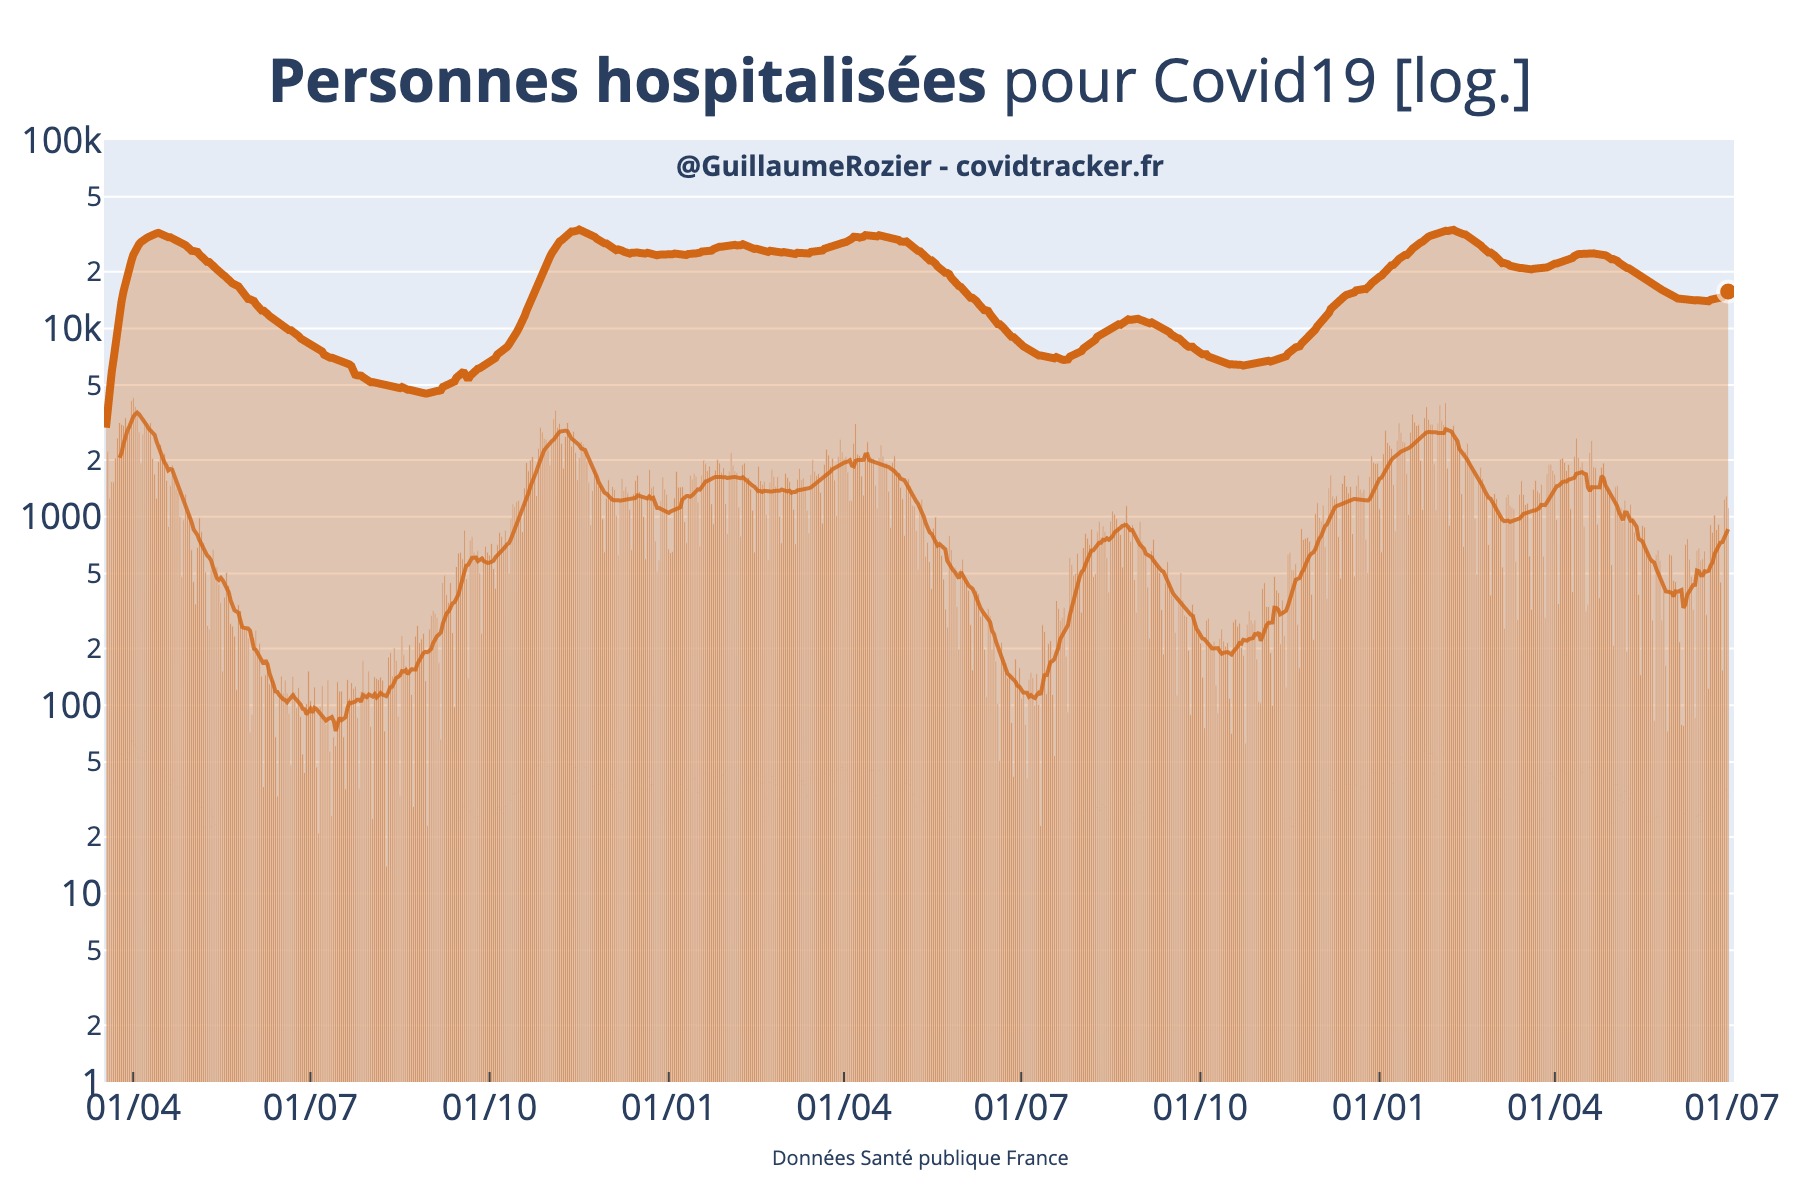 Personnes hospitalisées pour Covid19 [log.]
@GuillaumeRozier - covidtracker.fr
100k
5
2
10k
5
2
1000
5
2
100
5
2
10
5
2
1
01/04 01/07 01/10 01/01 01/04 01/07 01/10 01/01 01/04 01/07
Données Santé publique France